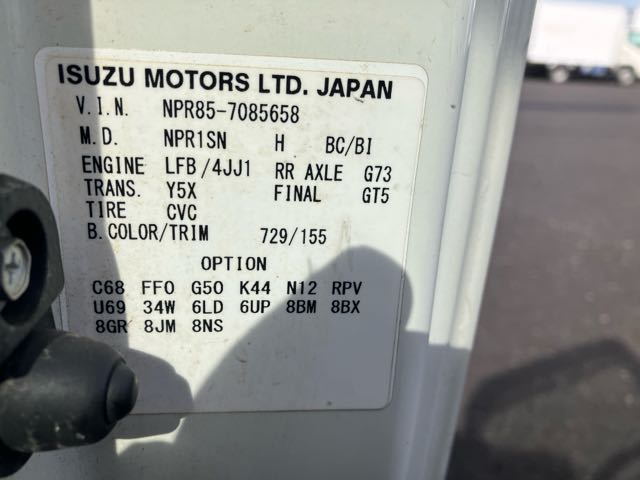 ISUZU MOTORS LTD. JAPAN
V.I.N. NPR85-7085658
M.D. NPR1SN H BC/BI
ENGINE LFB/4JJ1 RR AXLE G73
TRANS. Y5X FINAL GT5
TIRE CVC
B. COLOR/TRIM 729/155
OPTION
C68 FF0 G50 K44 N12 RPV
U69 34W 6LD 6UP 8BM 8BX
8GR 8JM 8NS